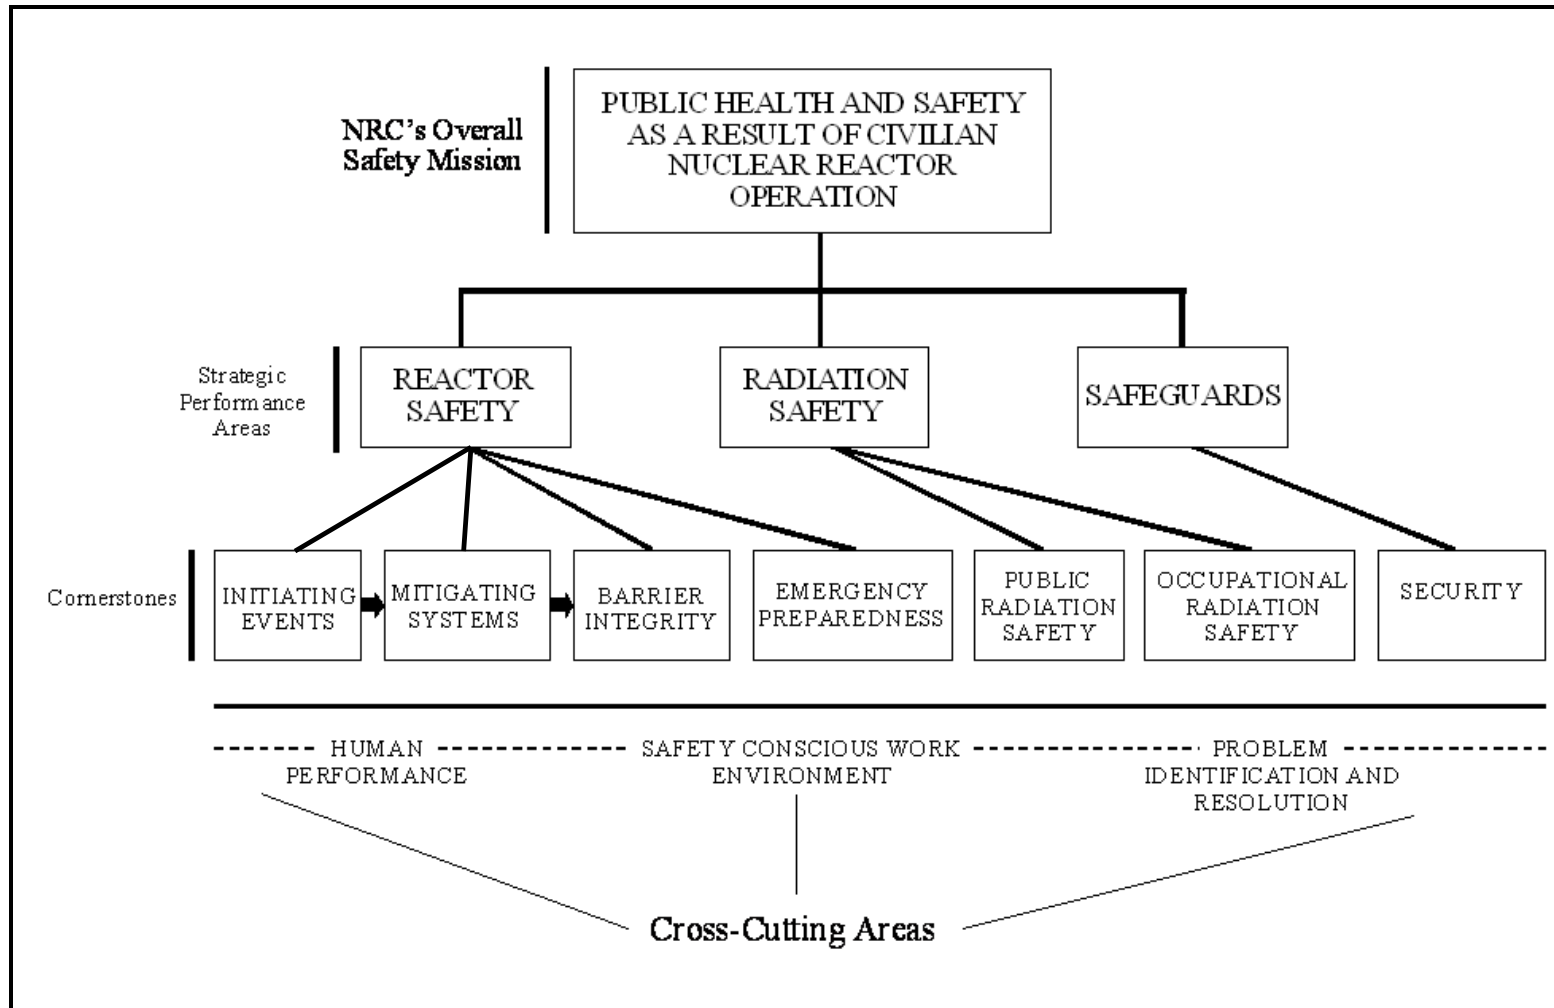 NRC's Overall
Safety Mission
PUBLIC HEALTH AND SAFETY
AS A RESULT OF CIVILIAN
NUCLEAR REACTOR
OPERATION
Strategic
Performance
Areas
REACTOR
SAFETY
RADIATION
SAFETY
SAFEGUARDS
Cornerstones
INITIATING
EVENTS
MITIGATING
SYSTEMS
BARRIER
INTEGRITY
EMERGENCY
PREPAREDNESS
PUBLIC
RADIATION
SAFETY
OCCUPATIONAL
RADIATION
SAFETY
SECURITY
HUMAN
PERFORMANCE
SAFETY CONSCIOUS WORK
ENVIRONMENT
PROBLEM
IDENTIFICATION AND
RESOLUTION
Cross-Cutting Areas